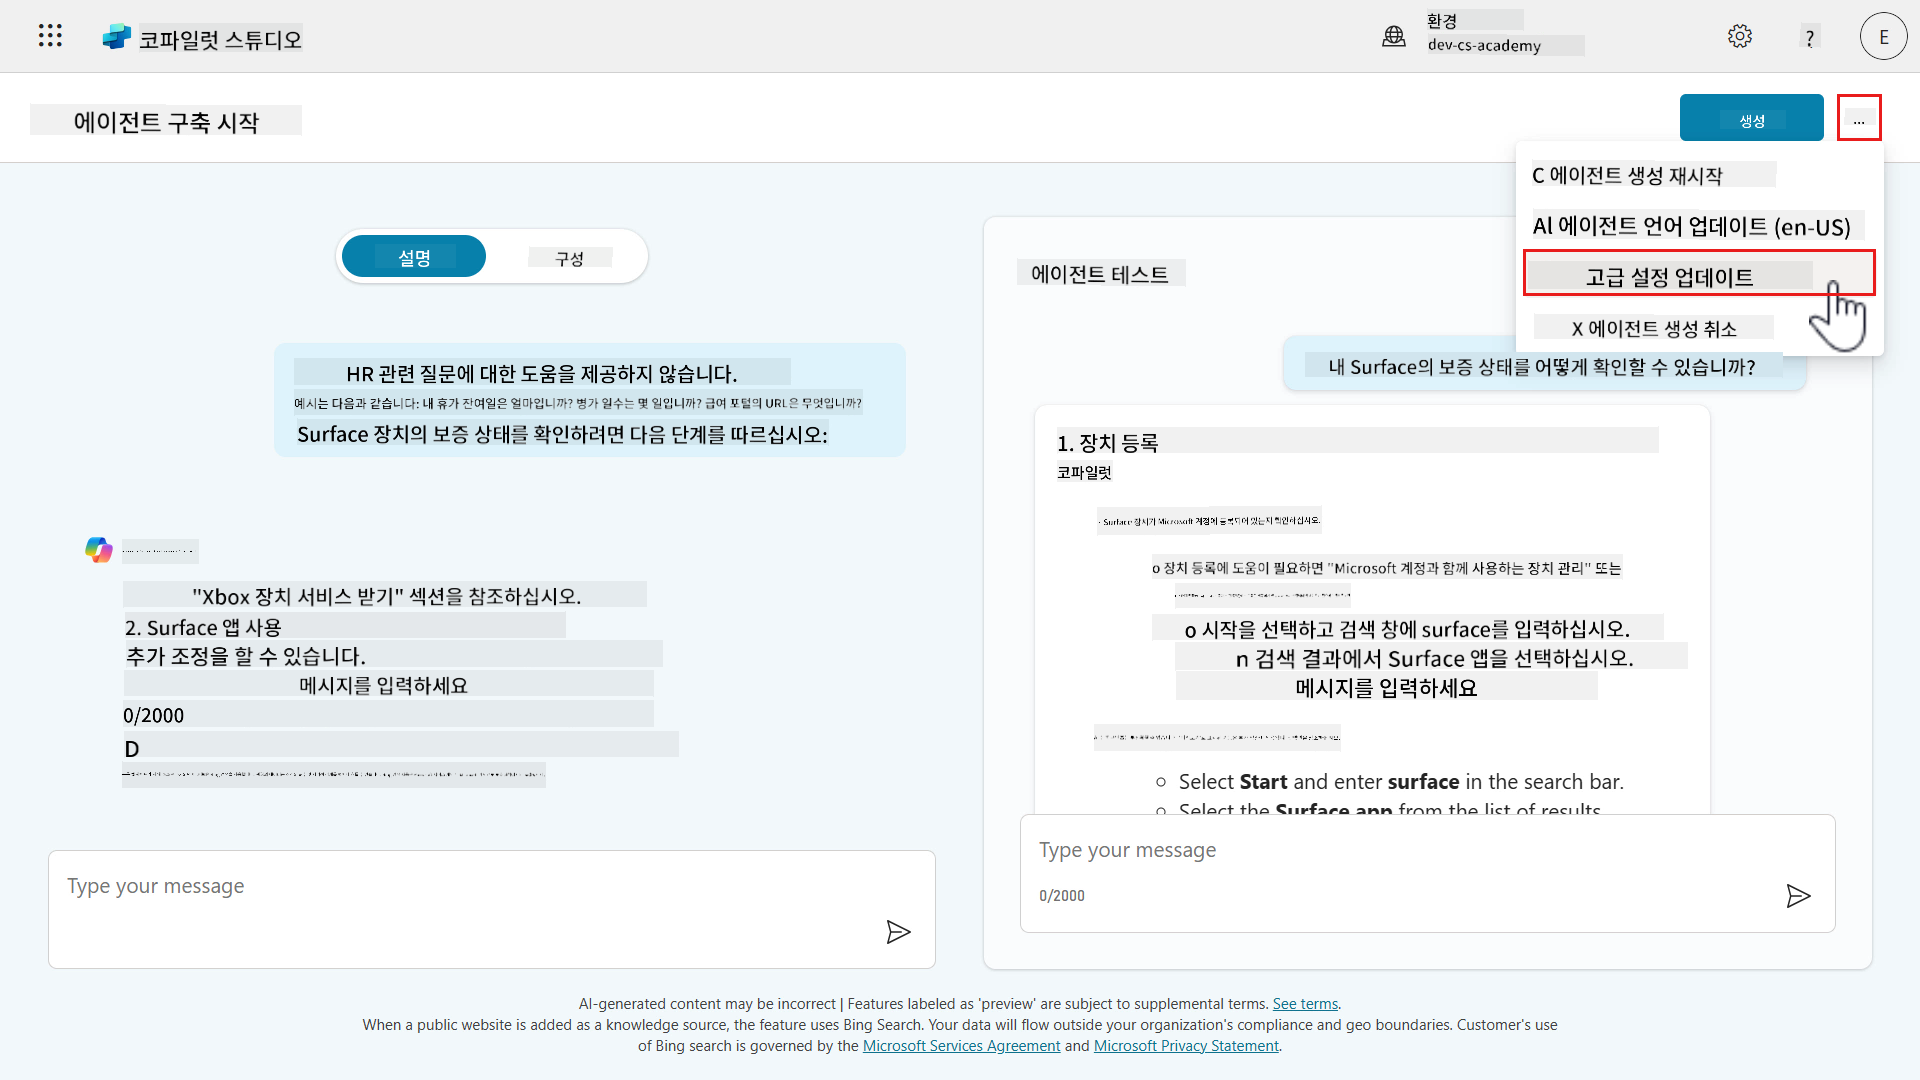 코파일럿 스튜디오
환경
dev-cs-academy
?
E
에이전트 구축 시작
생성
...
C 에이전트 생성 재시작
Al 에이전트 언어 업데이트 (en-US)
고급 설정 업데이트
X 에이전트 생성 취소
설명
구성
HR 관련 질문에 대한 도움을 제공하지 않습니다.
예시는 다음과 같습니다: 내 휴가 잔여일은 얼마입니까? 병가 일수는 몇 일입니까? 급여 포털의 URL은 무엇입니까?
Surface 장치의 보증 상태를 확인하려면 다음 단계를 따르십시오:
"Xbox 장치 서비스 받기" 섹션을 참조하십시오.
2. Surface 앱 사용
추가 조정을 할 수 있습니다.
메시지를 입력하세요
0/2000
D
Type your message
에이전트 테스트
내 Surface의 보증 상태를 어떻게 확인할 수 있습니까?
1. 장치 등록
코파일럿
- Surface 장치가 Microsoft 계정에 등록되어 있는지 확인하십시오.
o 장치 등록에 도움이 필요하면 "Microsoft 계정과 함께 사용하는 장치 관리" 또는
o 시작을 선택하고 검색 창에 surface를 입력하십시오.
n 검색 결과에서 Surface 앱을 선택하십시오.
메시지를 입력하세요
○ Select Start and enter surface in the search bar.
○ Select the Surface app from the list of results
Type your message
0/2000
AI-generated content may be incorrect | Features labeled as 'preview' are subject to supplemental terms. See terms.
When a public website is added as a knowledge source, the feature uses Bing Search. Your data will flow outside your organization's compliance and geo boundaries. Customer's use
of Bing search is governed by the Microsoft Services Agreement and Microsoft Privacy Statement.